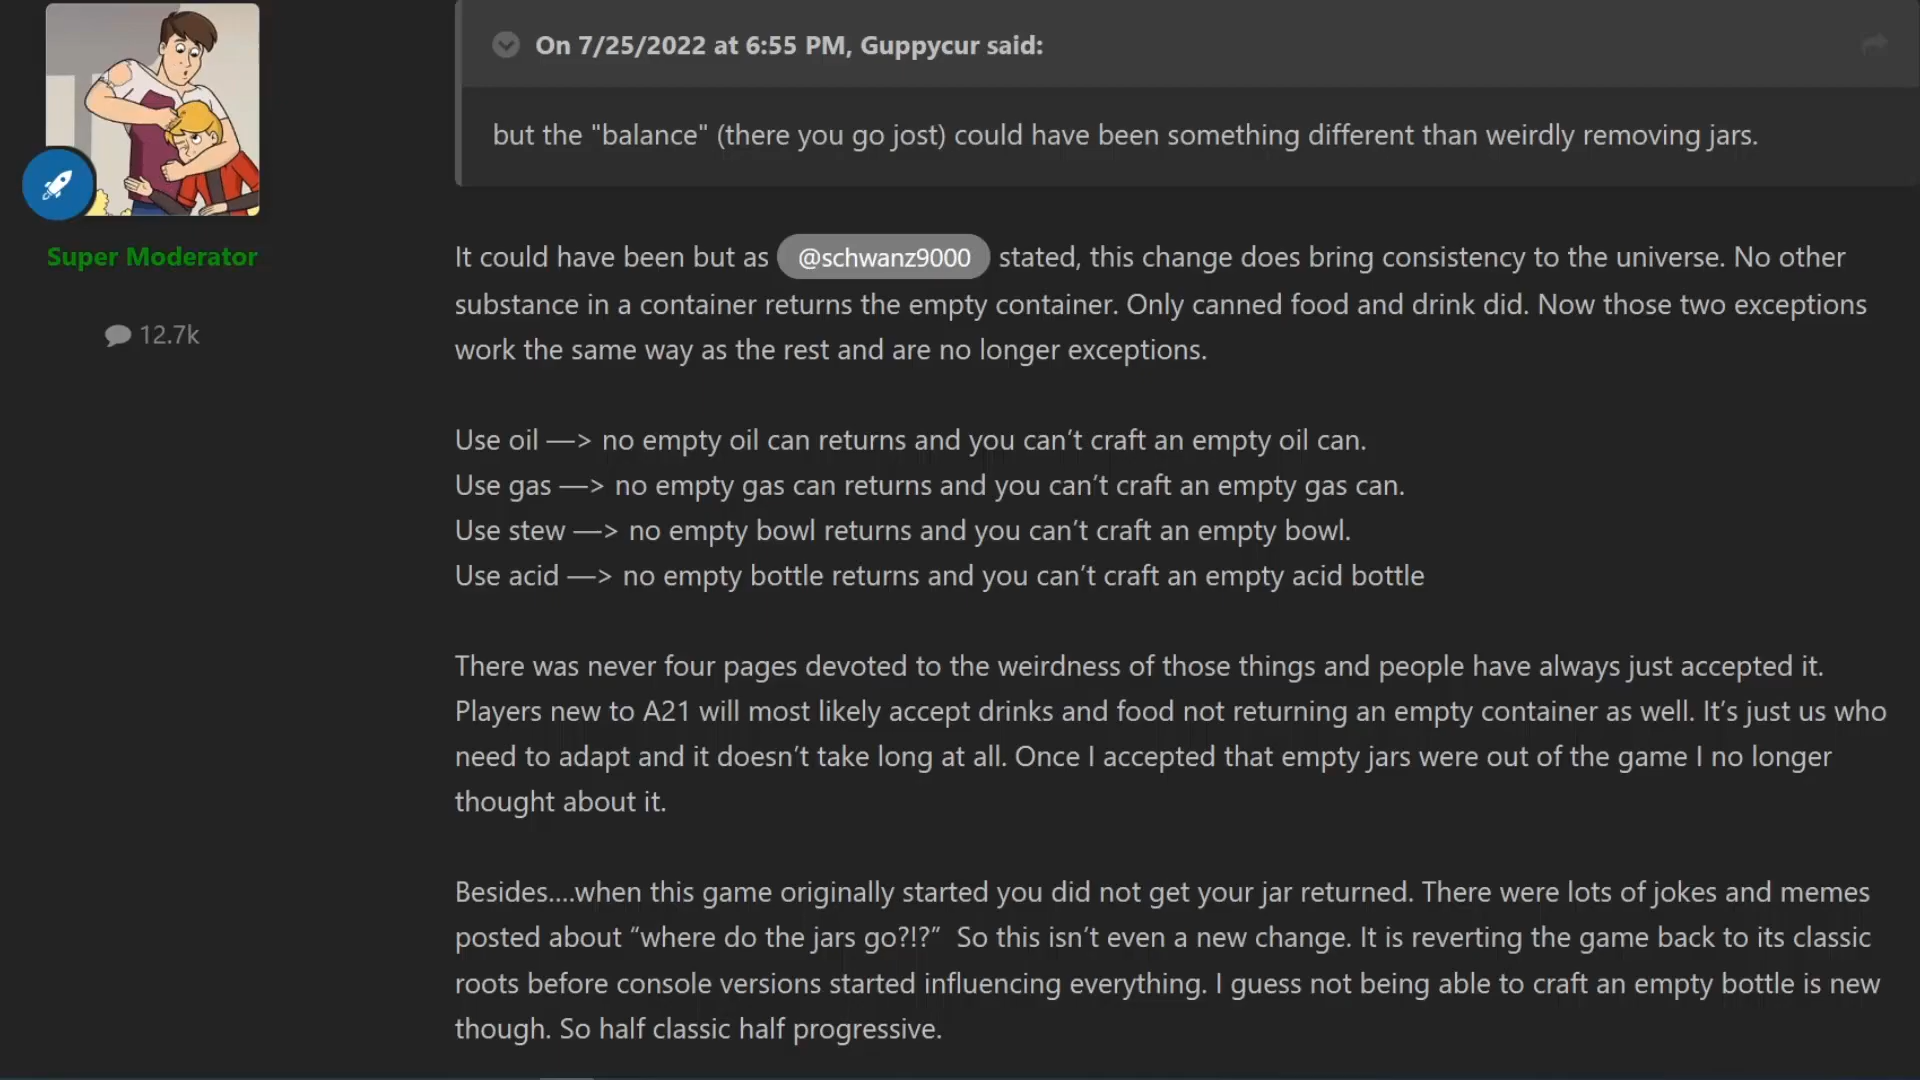 On 7/25/2022 at 6:55 PM, Guppycur said:
but the "balance" (there you go jost) could have been something different than weirdly removing jars.
Super Moderator
12.7k
It could have been but as @schwanz9000 stated, this change does bring consistency to the universe. No other
substance in a container returns the empty container. Only canned food and drink did. Now those two exceptions
work the same way as the rest and are no longer exceptions.
Use oil —> no empty oil can returns and you can’t craft an empty oil can.
Use gas —> no empty gas can returns and you can’t craft an empty gas can.
Use stew —> no empty bowl returns and you can’t craft an empty bowl.
Use acid —> no empty bottle returns and you can’t craft an empty acid bottle
There was never four pages devoted to the weirdness of those things and people have always just accepted it.
Players new to A21 will most likely accept drinks and food not returning an empty container as well. It’s just us who
need to adapt and it doesn’t take long at all. Once I accepted that empty jars were out of the game I no longer
thought about it.
Besides....when this game originally started you did not get your jar returned. There were lots of jokes and memes
posted about “where do the jars go?!?”  So this isn’t even a new change. It is reverting the game back to its classic
roots before console versions started influencing everything. I guess not being able to craft an empty bottle is new
though. So half classic half progressive.